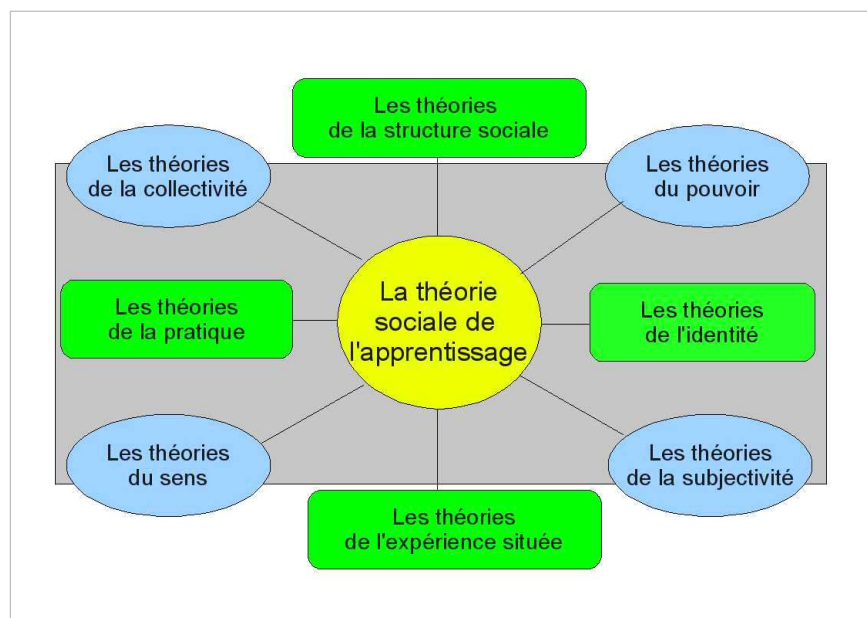 Les théories
de la structure sociale
Les théories
de la collectivité
Les théories
du pouvoir
La théorie
sociale de
l'apprentissage
Les théories
de la pratique
Les théories
de l'identité
Les théories
du sens
Les théories
de la subjectivité
Les théories
de l'expérience située